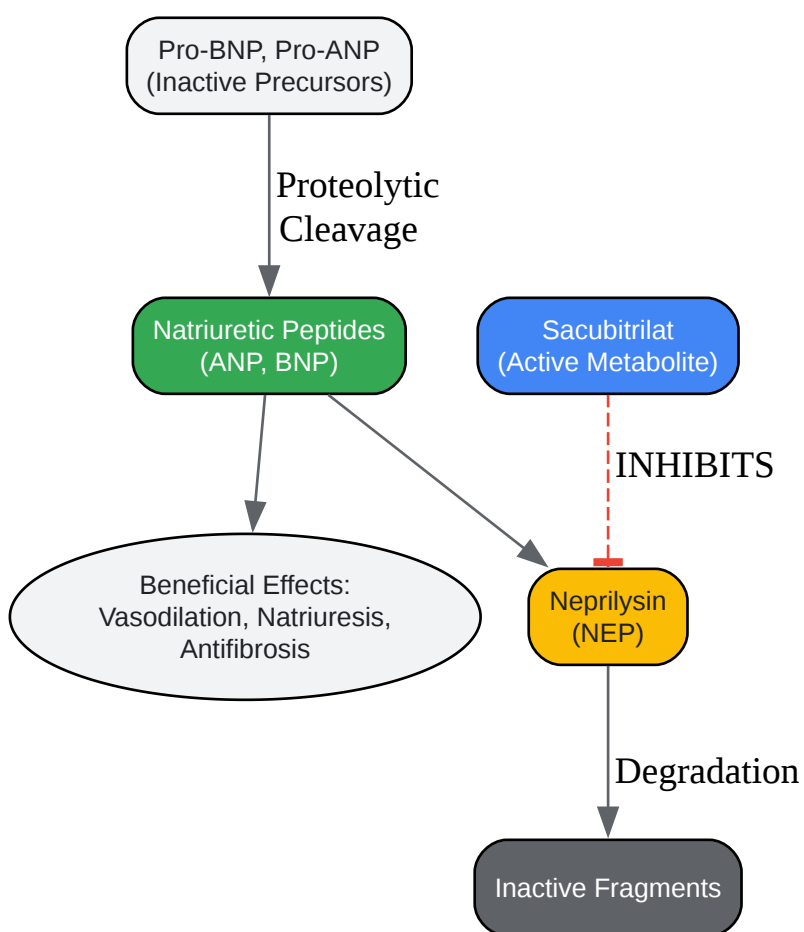 Pro-BNP, Pro-ANP
(Inactive Precursors)
Proteolytic
Cleavage
Natriuretic Peptides
(ANP, BNP)
Sacubitrilat
(Active Metabolite)
INHIBITS
Beneficial Effects:
Vasodilation, Natriuresis,
Antifibrosis
Neprilysin
(NEP)
Degradation
Inactive Fragments